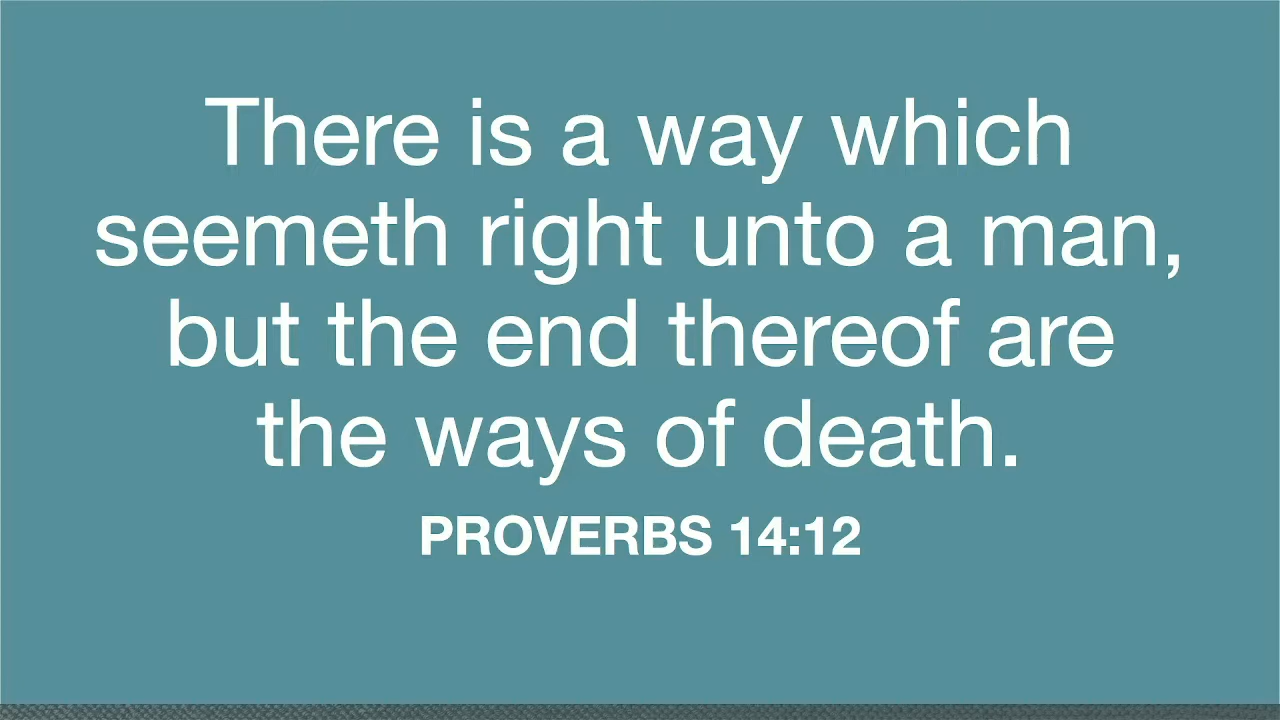 There is a way which
seemeth right unto a man,
but the end thereof are
the ways of death.
PROVERBS 14:12